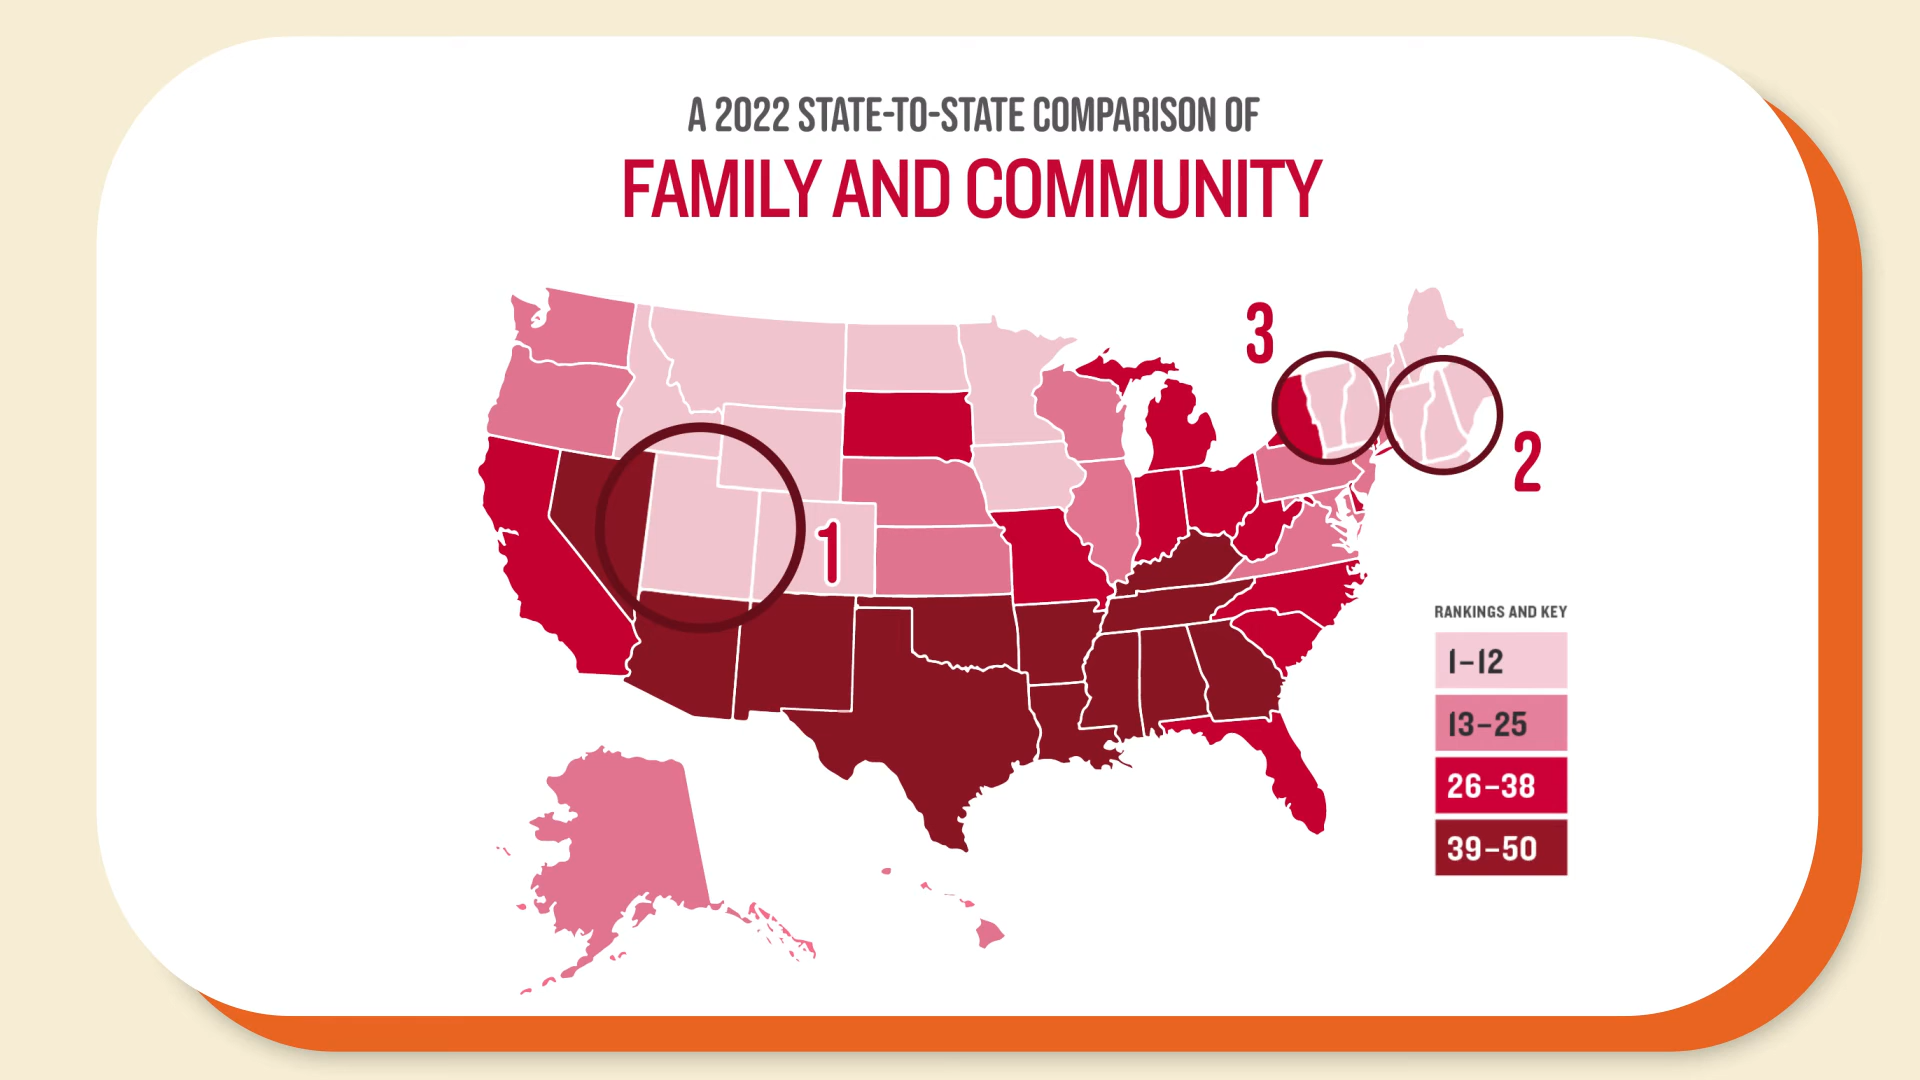 A 2022 STATE-TO-STATE COMPARISON OF
FAMILY AND COMMUNITY
3
2
1
RANKINGS AND KEY
1–12
13–25
26–38
39–50